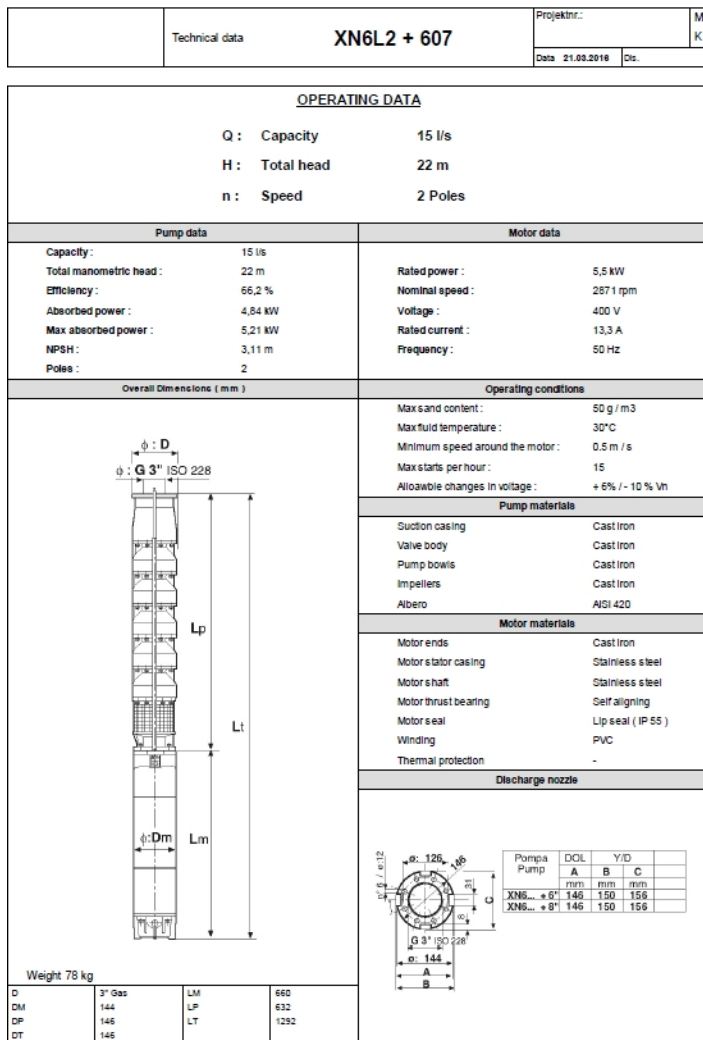 Technical data
XN6L2 + 607
Projektnr.:
M
K
Data 21.03.2016 Dis.
OPERATING DATA
Q : Capacity 15 l/s
H : Total head 22 m
n : Speed 2 Poles
Pump data
Capacity : 15 l/s
Total manometric head : 22 m
Efficiency : 66,2 %
Absorbed power : 4,84 kW
Max absorbed power : 5,21 kW
NPSH : 3,11 m
Poles : 2
Motor data
Rated power : 5,5 kW
Nominal speed : 2871 rpm
Voltage : 400 V
Rated current : 13,3 A
Frequency : 50 Hz
Overall Dimensions ( mm )
ϕ : D
ϕ : G 3" ISO 228
Lp
Lt
ϕ:Dm
Lm
Weight 78 kg
D 3" Gas LM 660
DM 144 LP 632
DP 146 LT 1292
DT 146
Operating conditions
Max sand content : 50 g / m3
Max fluid temperature : 30°C
Minimum speed around the motor : 0.5 m / s
Max starts per hour : 15
Alloawble changes in voltage : + 6% / - 10 % Vn
Pump materials
Suction casing Cast Iron
Valve body Cast Iron
Pump bowls Cast Iron
Impellers Cast Iron
Albero AISI 420
Motor materials
Motor ends Cast Iron
Motor stator casing Stainless steel
Motor shaft Stainless steel
Motor thrust bearing Self aligning
Motor seal Lip seal ( IP 55 )
Winding PVC
Thermal protection -
Discharge nozzle
ø: 126
146
n° 6 / ø:12
31
C
8
G 3" ISO 228
ø: 144
A
B
Pompa DOL Y/D
Pump A B C
mm mm mm
XN6... + 6" 146 150 156
XN6... + 8" 146 150 156